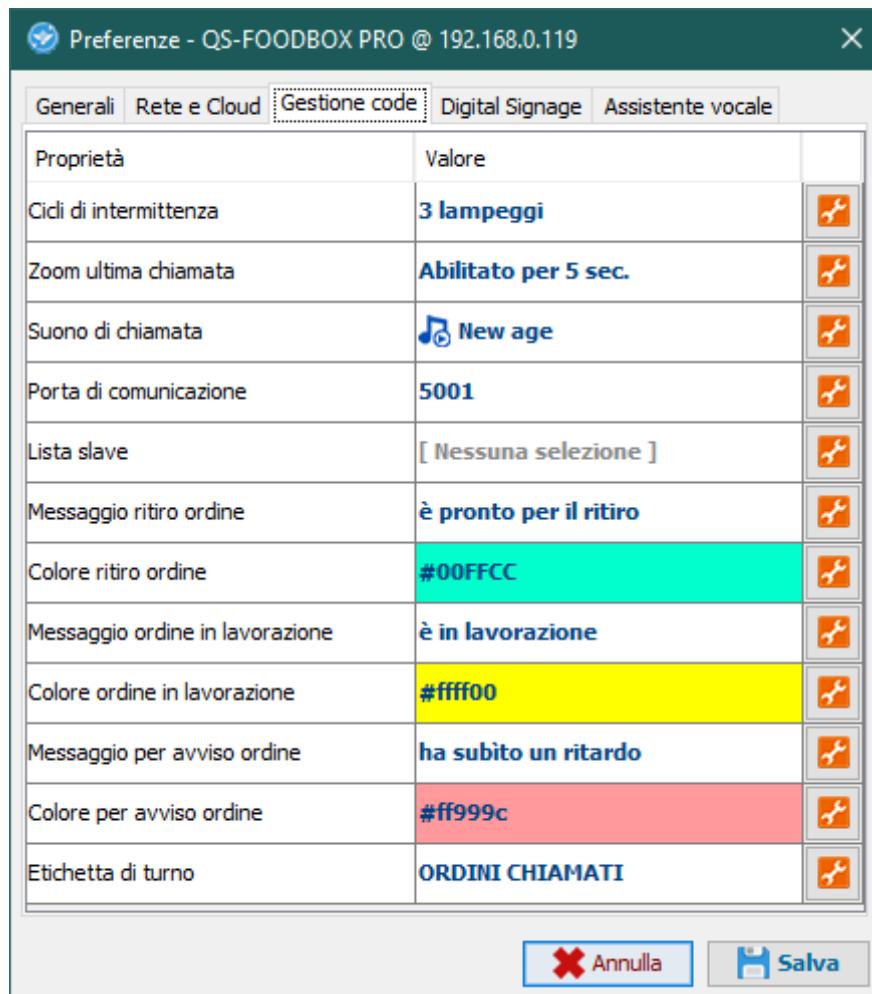 Preferenze - QS-FOODBOX PRO @ 192.168.0.119
Generali Rete e Cloud Gestione code Digital Signage Assistente vocale
Proprietà Valore
Cicli di intermittenza 3 lampeggi
Zoom ultima chiamata Abilitato per 5 sec.
Suono di chiamata New age
Porta di comunicazione 5001
Lista slave [ Nessuna selezione ]
Messaggio ritiro ordine è pronto per il ritiro
Colore ritiro ordine #00FFCC
Messaggio ordine in lavorazione è in lavorazione
Colore ordine in lavorazione #ffff00
Messaggio per avviso ordine ha subìto un ritardo
Colore per avviso ordine #ff999c
Etichetta di turno ORDINI CHIAMATI
Annulla Salva